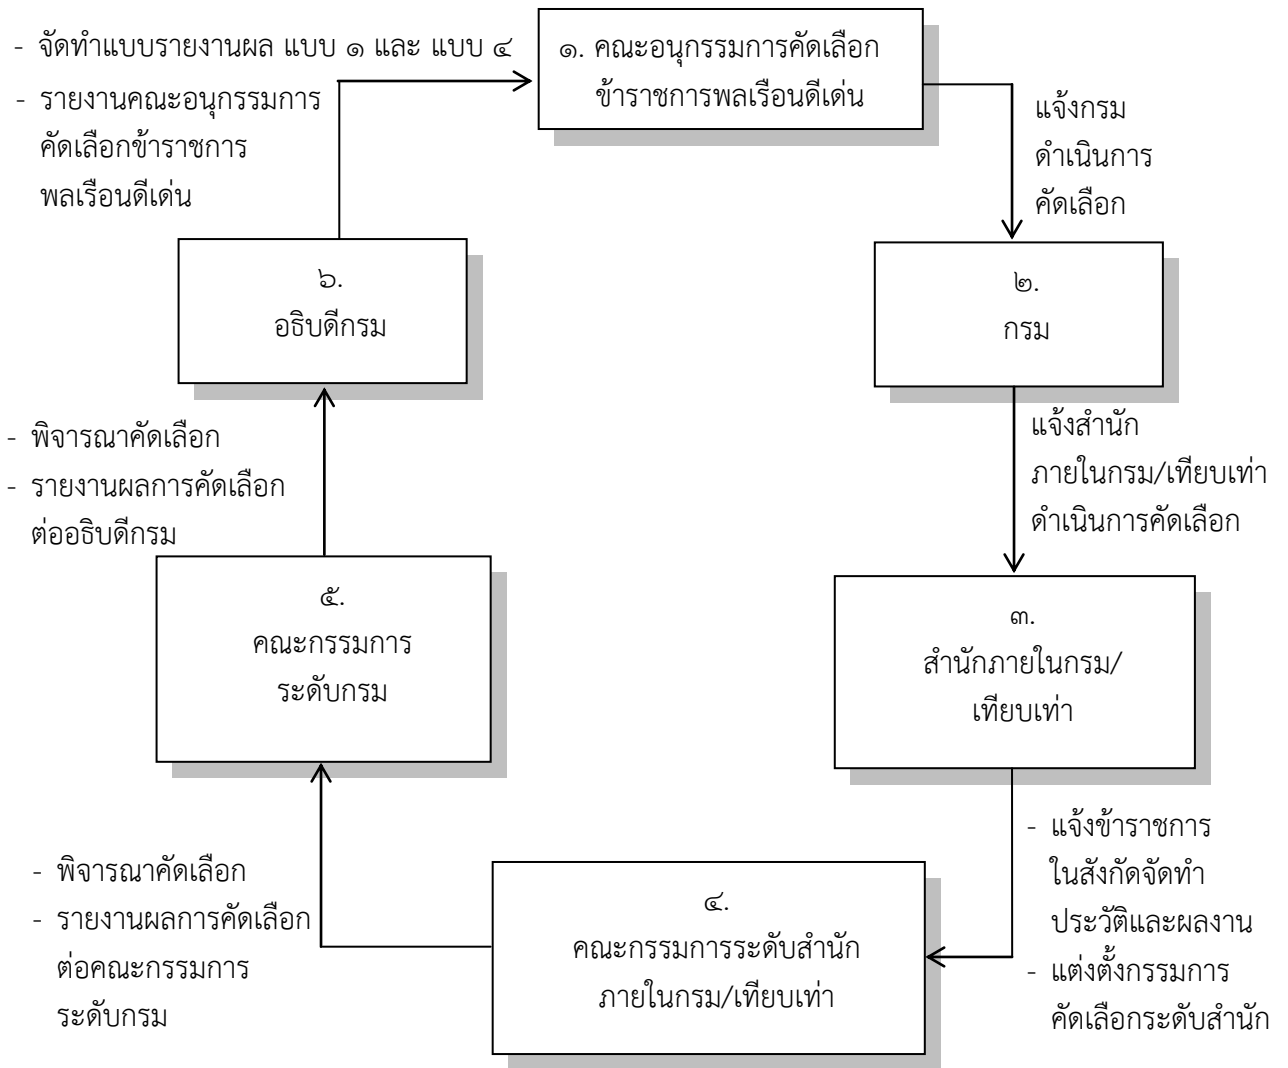 - จัดทำแบบรายงานผล แบบ ๑ และ แบบ ๔
- รายงานคณะอนุกรรมการ
คัดเลือกข้าราชการ
พลเรือนดีเด่น
๑. คณะอนุกรรมการคัดเลือก
ข้าราชการพลเรือนดีเด่น
แจ้งกรม
ดำเนินการ
คัดเลือก
๒.
กรม
แจ้งสำนัก
ภายในกรม/เทียบเท่า
ดำเนินการคัดเลือก
๓.
สำนักภายในกรม/
เทียบเท่า
- แจ้งข้าราชการ
ในสังกัดจัดทำ
ประวัติและผลงาน
- แต่งตั้งกรรมการ
คัดเลือกระดับสำนัก
๔.
คณะกรรมการระดับสำนัก
ภายในกรม/เทียบเท่า
- พิจารณาคัดเลือก
- รายงานผลการคัดเลือก
ต่อคณะกรรมการ
ระดับกรม
๕.
คณะกรรมการ
ระดับกรม
- พิจารณาคัดเลือก
- รายงานผลการคัดเลือก
ต่ออธิบดีกรม
๖.
อธิบดีกรม